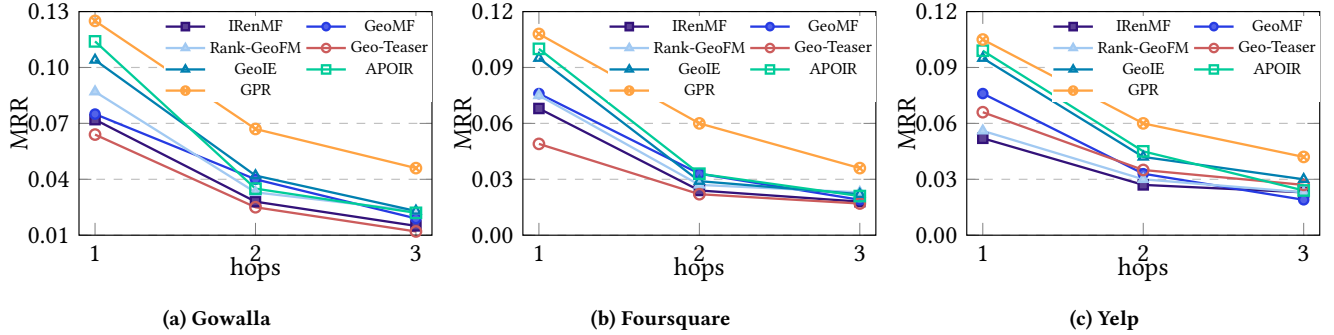 0.13
0.10
0.07
0.04
0.01
MRR
1
2
3
hops
IRenMF
GeoMF
Rank-GeoFM
Geo-Teaser
GeoIE
APOIR
GPR
(a) Gowalla
0.12
0.09
0.06
0.03
0.00
MRR
1
2
3
hops
IRenMF
GeoMF
Rank-GeoFM
Geo-Teaser
GeoIE
APOIR
GPR
(b) Foursquare
0.12
0.09
0.06
0.03
0.00
MRR
1
2
3
hops
IRenMF
GeoMF
Rank-GeoFM
Geo-Teaser
GeoIE
APOIR
GPR
(c) Yelp